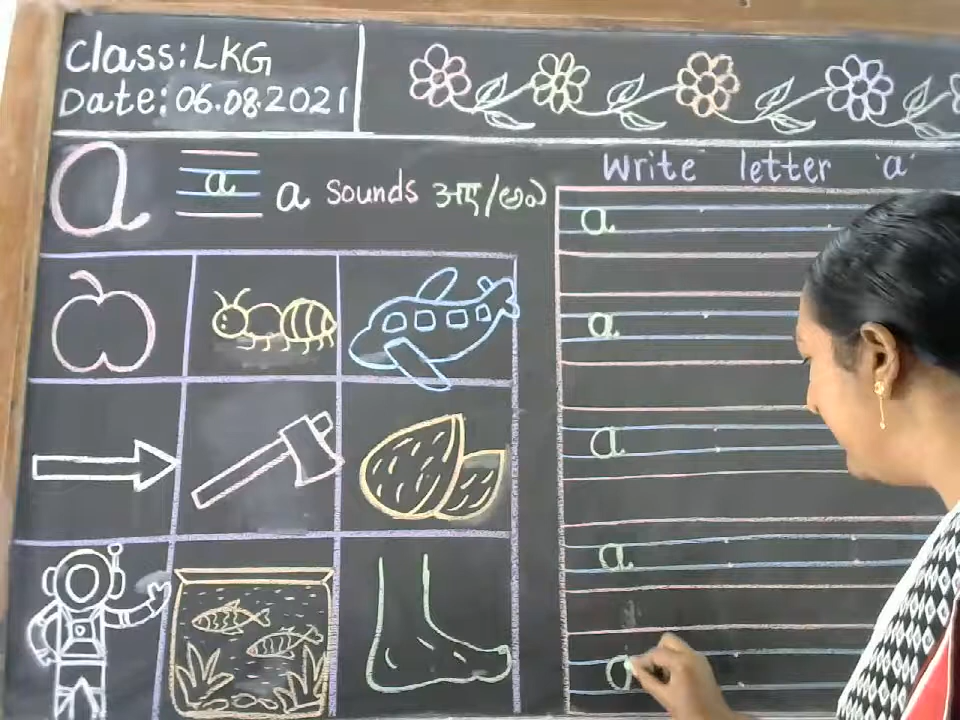 Class: LKG
Date: 06.08.2021
a a a sounds अॅ/అ
write letter 'a'
a
a
a
a
a